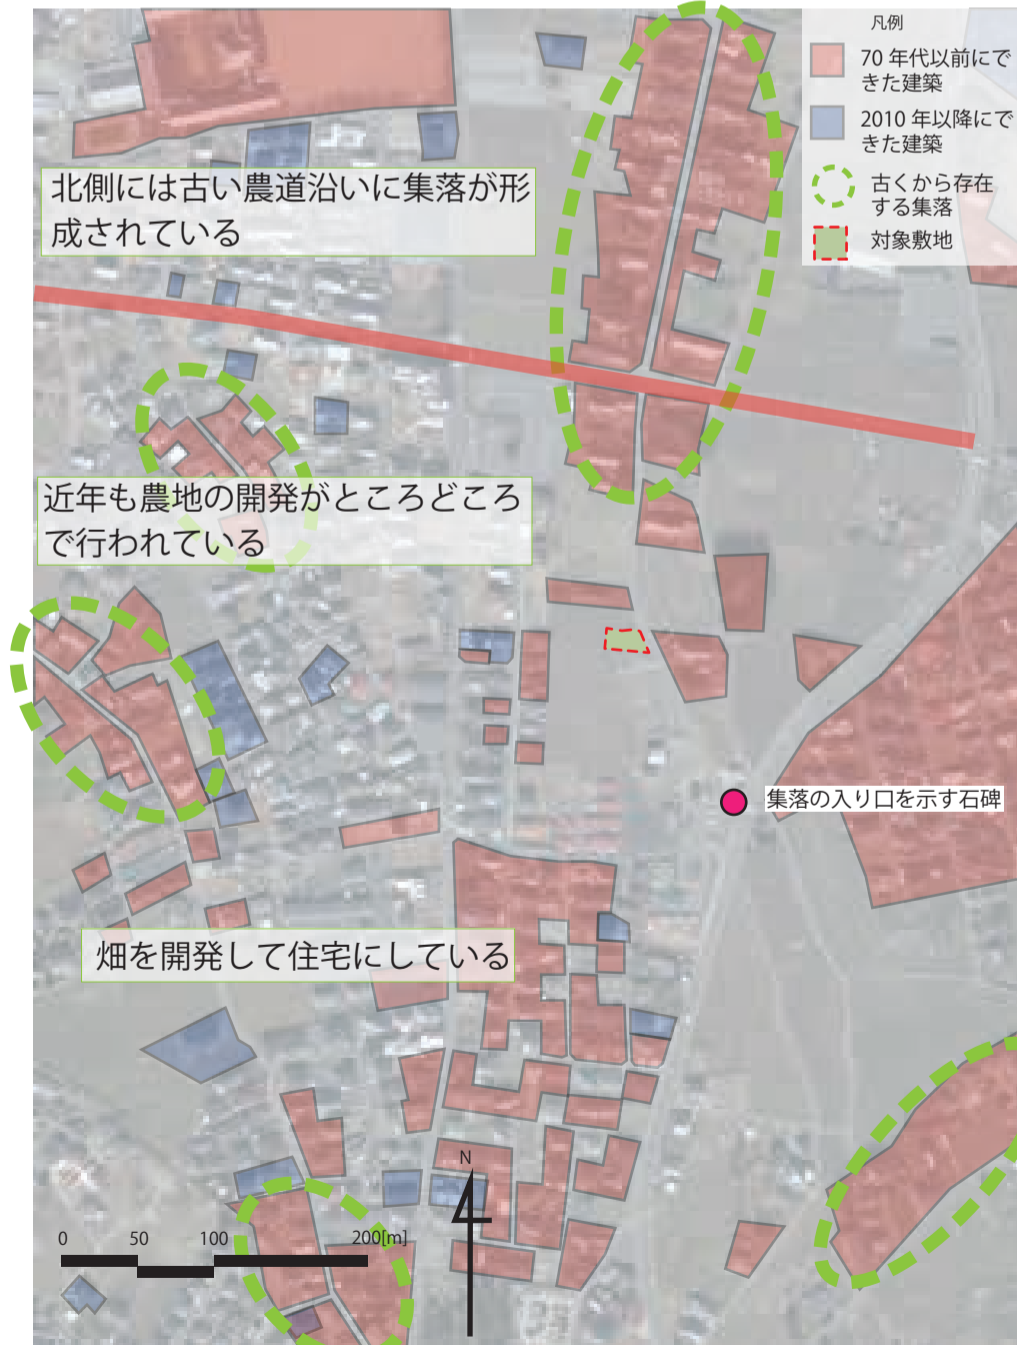 凡例
70 年代以前にで
きた建築
2010 年以降にで
きた建築
古くから存在
する集落
対象敷地
北側には古い農道沿いに集落が形
成されている
近年も農地の開発がところどころ
で行われている
集落の入り口を示す石碑
畑を開発して住宅にしている
N
0 50 100 200[m]